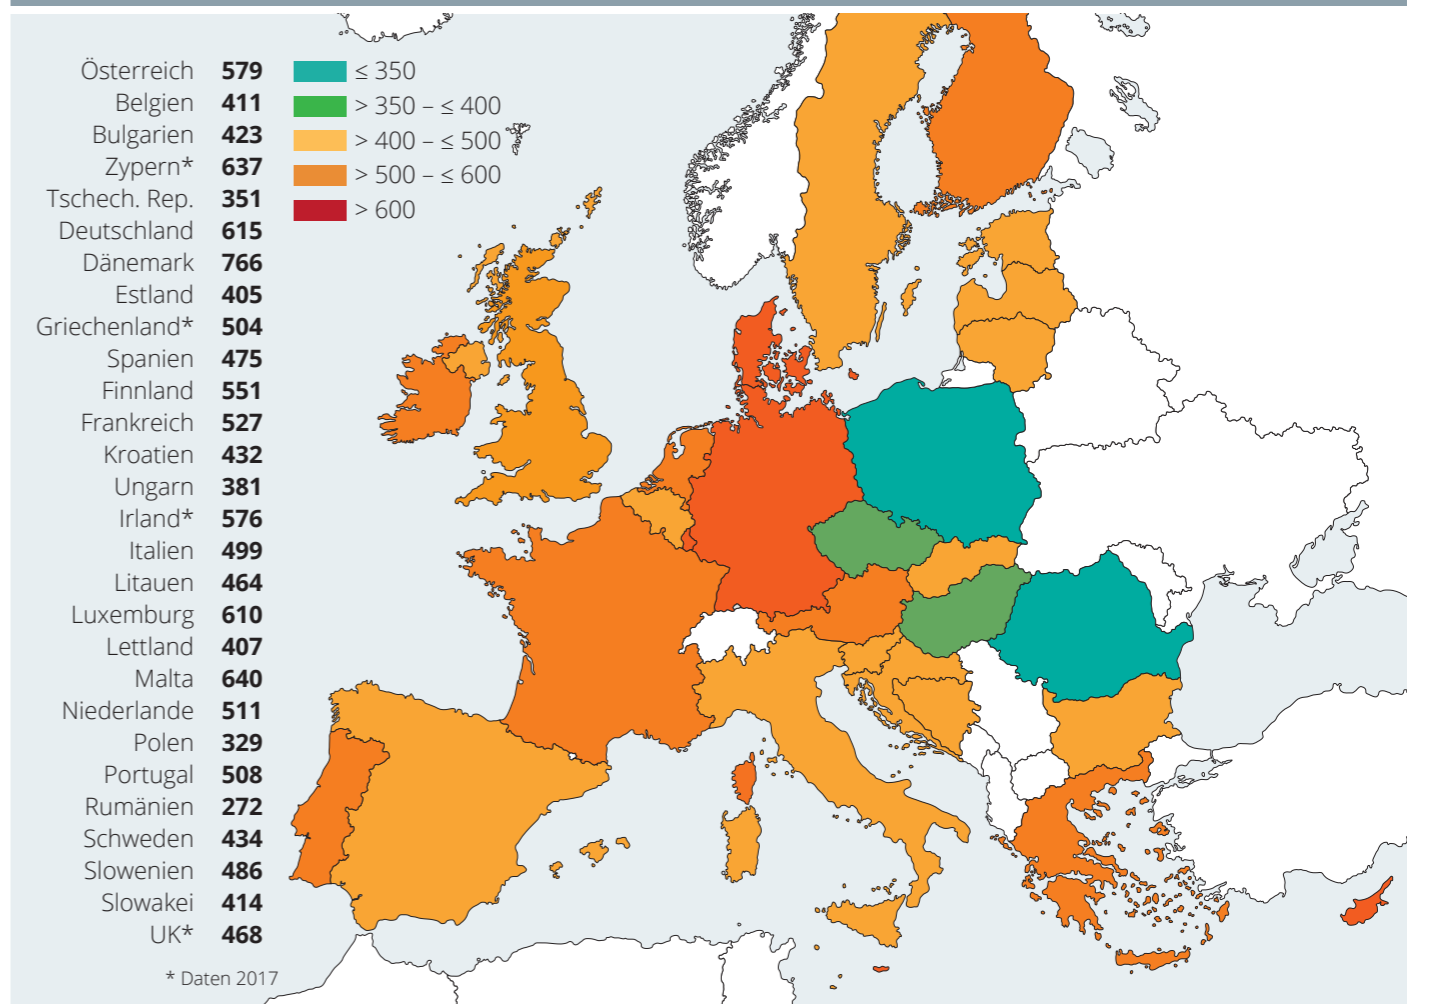 Österreich 579
Belgien 411
Bulgarien 423
Zypern* 637
Tschech. Rep. 351
Deutschland 615
Dänemark 766
Estland 405
Griechenland* 504
Spanien 475
Finnland 551
Frankreich 527
Kroatien 432
Ungarn 381
Irland* 576
Italien 499
Litauen 464
Luxemburg 610
Lettland 407
Malta 640
Niederlande 511
Polen 329
Portugal 508
Rumänien 272
Schweden 434
Slowenien 486
Slowakei 414
UK* 468
* Daten 2017
≤ 350
> 350 – ≤ 400
> 400 – ≤ 500
> 500 – ≤ 600
> 600